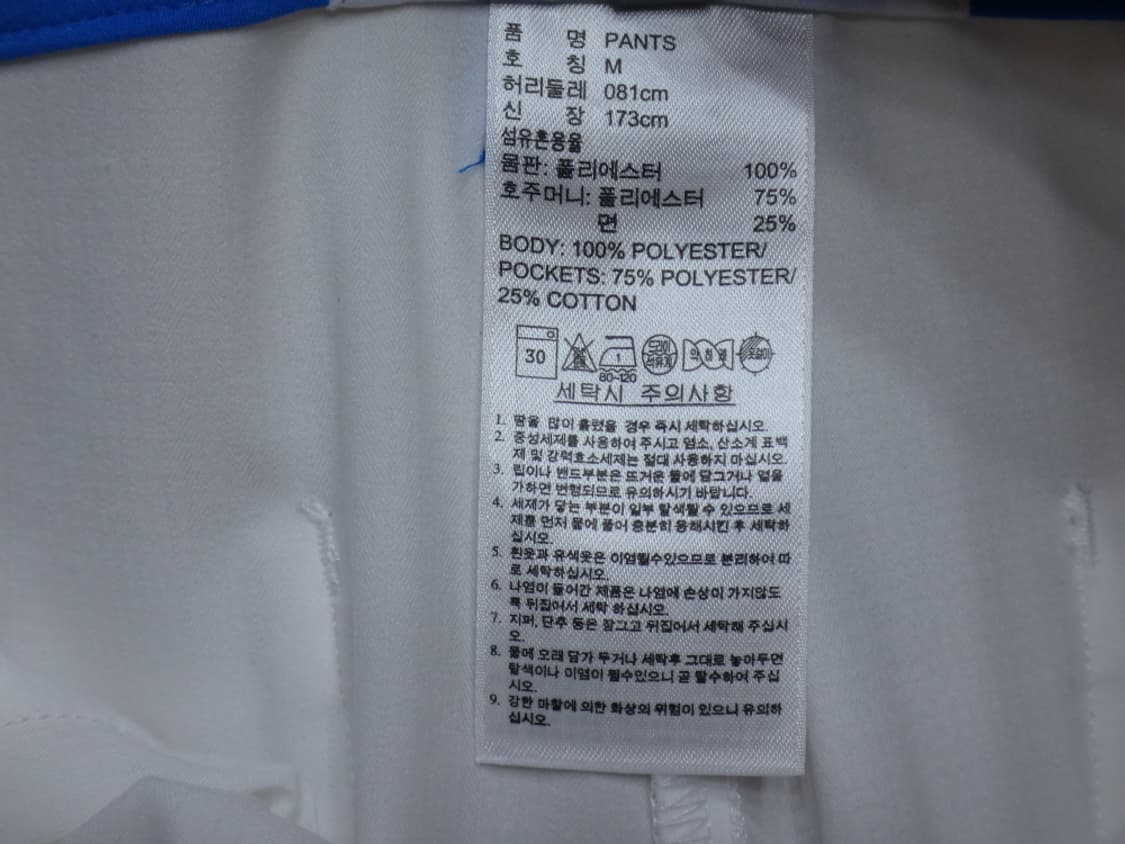 품 명 PANTS
호 칭 M
허리둘레 081cm
신 장 173cm
섬유혼용율
몸판: 폴리에스터 100%
호주머니: 폴리에스터 75%
면 25%
BODY: 100% POLYESTER/
POCKETS: 75% POLYESTER/
25% COTTON
30 1 드라이 석유계 약 힘 옷걸이
80-120
세탁시 주의사항
1. 땀을 많이 흘렸을 경우 즉시 세탁하십시오.
2. 중성세제를 사용하여 주시고 염소, 산소계 표백
제 및 강력효소세제는 절대 사용하지 마십시오.
3. 립이나 밴드부분은 뜨거운 물에 담그거나 열을
가하면 변형되므로 유의하시기 바랍니다.
4. 세제가 닿는 부분이 일부 탈색될 수 있으므로 세
제를 먼저 물에 풀어 충분히 용해시킨 후 세탁하
십시오.
5. 흰옷과 유색옷은 이염될수있으므로 분리하여 따
로 세탁하십시오.
6. 나염이 들어간 제품은 나염에 손상이 가지않도
록 뒤집어서 세탁 하십시오.
7. 지퍼, 단추 등은 잠그고 뒤집어서 세탁해 주십시
오.
8. 물에 오래 담가 두거나 세탁후 그대로 놓아두면
탈색이나 이염이 될수있으니 곧 탈수하여 주십
시오.
9. 강한 마찰에 의한 화상의 위험이 있으니 유의하
십시오.